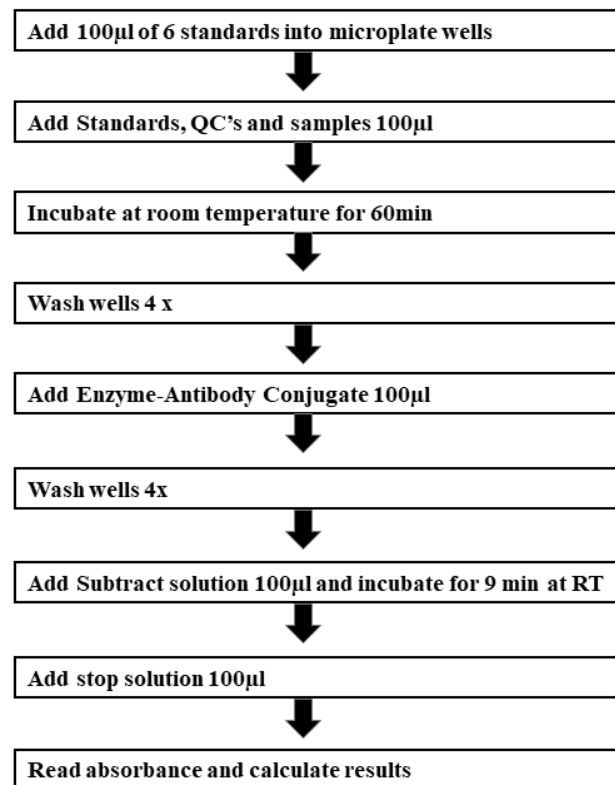 Add 100µl of 6 standards into microplate wells
Add Standards, QC's and samples 100µl
Incubate at room temperature for 60min
Wash wells 4 x
Add Enzyme-Antibody Conjugate 100µl
Wash wells 4x
Add Subtract solution 100µl and incubate for 9 min at RT
Add stop solution 100µl
Read absorbance and calculate results